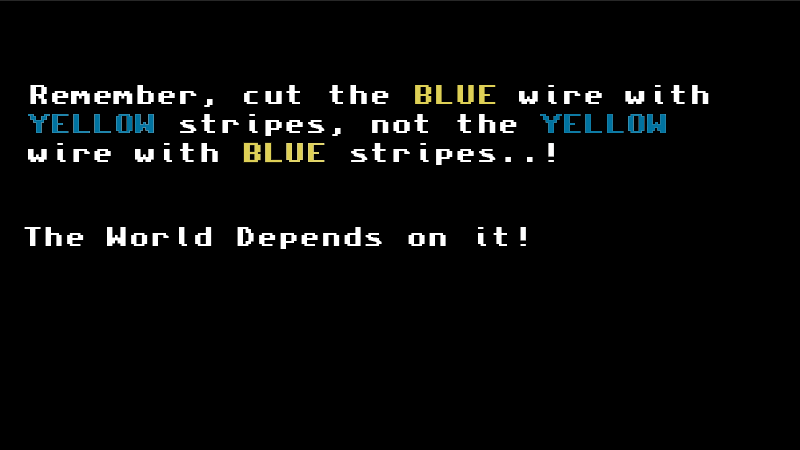 Remember, cut the BLUE wire with
YELLOW stripes, not the YELLOW
wire with BLUE stripes..!
The World Depends on it!